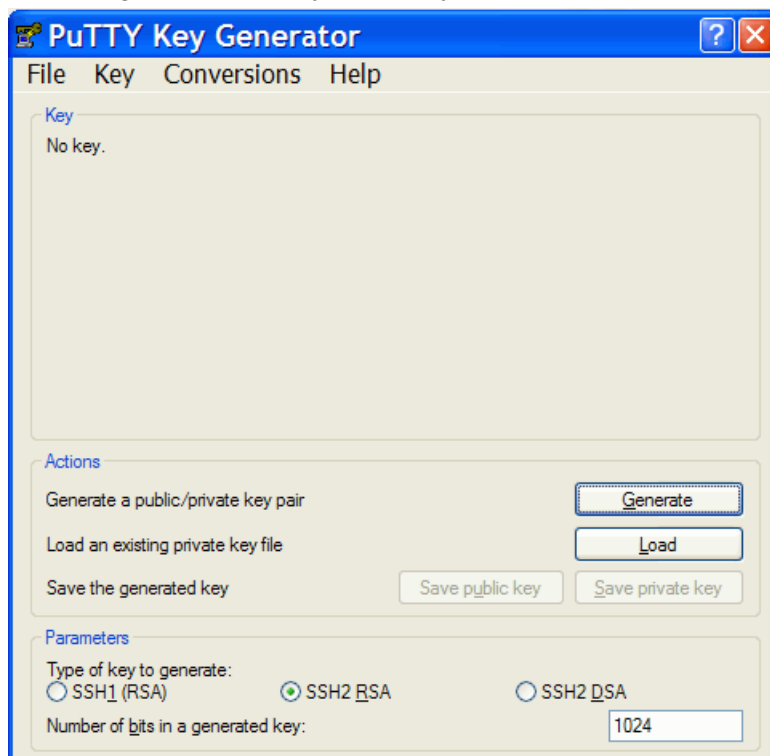 PuTTY Key Generator
File Key Conversions Help
Key
No key.
Actions
Generate a public/private key pair Generate
Load an existing private key file Load
Save the generated key Save public key Save private key
Parameters
Type of key to generate:
SSH1 (RSA) SSH2 RSA SSH2 DSA
Number of bits in a generated key: 1024